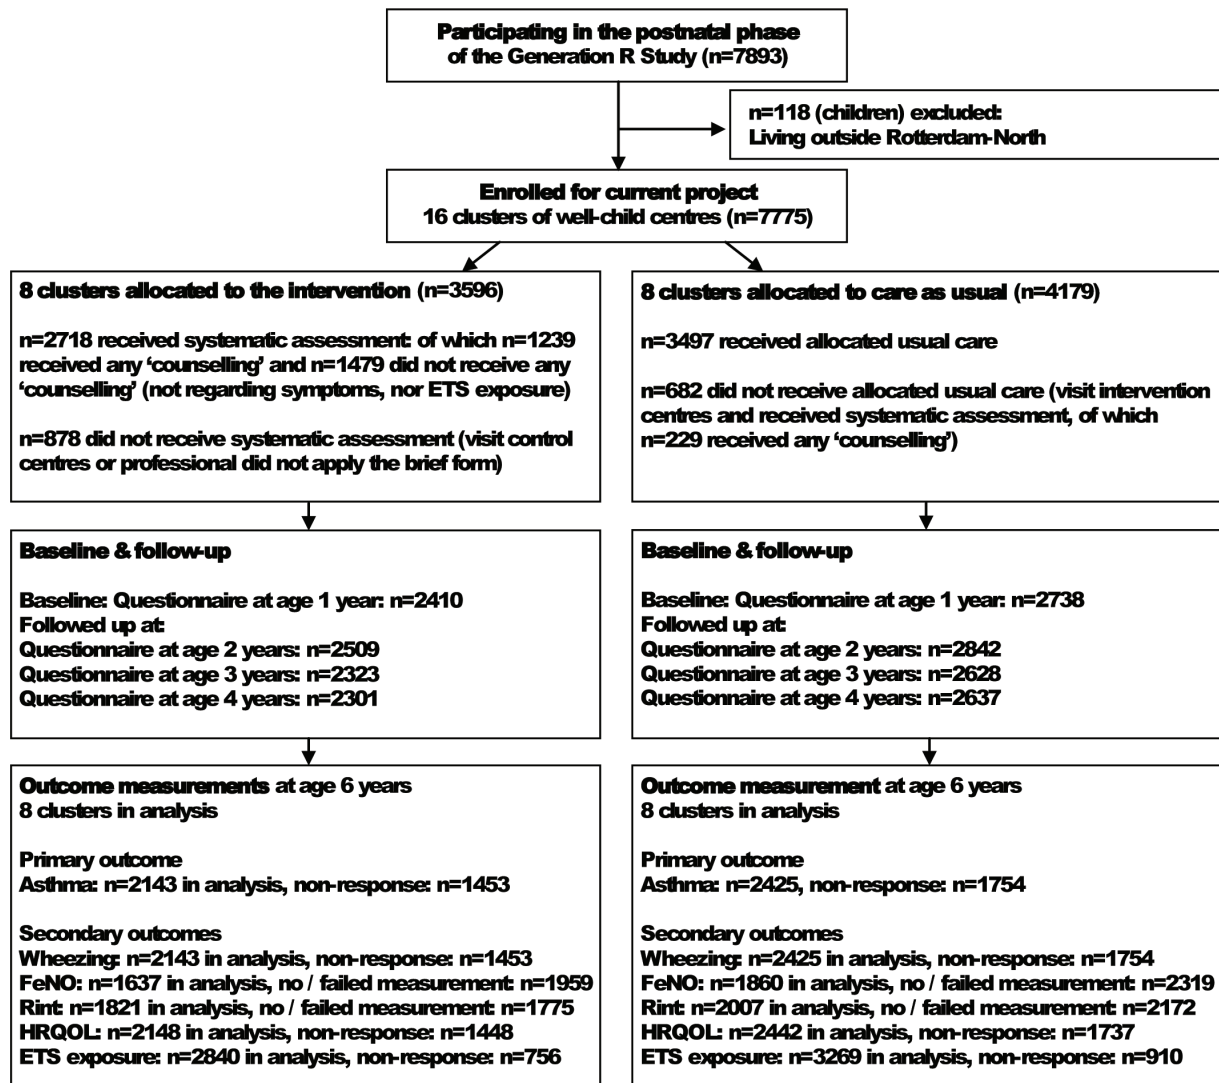 Participating in the postnatal phase
of the Generation R Study (n=7893)
n=118 (children) excluded:
Living outside Rotterdam-North
Enrolled for current project
16 clusters of well-child centres (n=7775)
8 clusters allocated to the intervention (n=3596)
n=2718 received systematic assessment: of which n=1239
received any ‘counselling’ and n=1479 did not receive any
‘counselling’ (not regarding symptoms, nor ETS exposure)
n=878 did not receive systematic assessment (visit control
centres or professional did not apply the brief form)
8 clusters allocated to care as usual (n=4179)
n=3497 received allocated usual care
n=682 did not receive allocated usual care (visit intervention
centres and received systematic assessment, of which
n=229 received any ‘counselling’)
Baseline & follow-up
Baseline: Questionnaire at age 1 year: n=2410
Followed up at:
Questionnaire at age 2 years: n=2509
Questionnaire at age 3 years: n=2323
Questionnaire at age 4 years: n=2301
Baseline & follow-up
Baseline: Questionnaire at age 1 year: n=2738
Followed up at:
Questionnaire at age 2 years: n=2842
Questionnaire at age 3 years: n=2628
Questionnaire at age 4 years: n=2637
Outcome measurements at age 6 years
8 clusters in analysis
Primary outcome
Asthma: n=2143 in analysis, non-response: n=1453
Secondary outcomes
Wheezing: n=2143 in analysis, non-response: n=1453
FeNO: n=1637 in analysis, no / failed measurement: n=1959
Rint: n=1821 in analysis, no / failed measurement: n=1775
HRQOL: n=2148 in analysis, non-response: n=1448
ETS exposure: n=2840 in analysis, non-response: n=756
Outcome measurement at age 6 years
8 clusters in analysis
Primary outcome
Asthma: n=2425, non-response: n=1754
Secondary outcomes
Wheezing: n=2425 in analysis, non-response: n=1754
FeNO: n=1860 in analysis, no / failed measurement: n=2319
Rint: n=2007 in analysis, no / failed measurement: n=2172
HRQOL: n=2442 in analysis, non-response: n=1737
ETS exposure: n=3269 in analysis, non-response: n=910